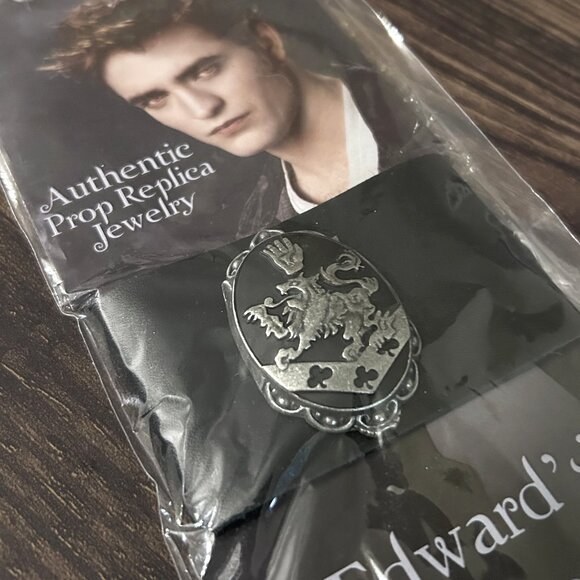 Authentic
Prop Replica
Jewelry
Edward's